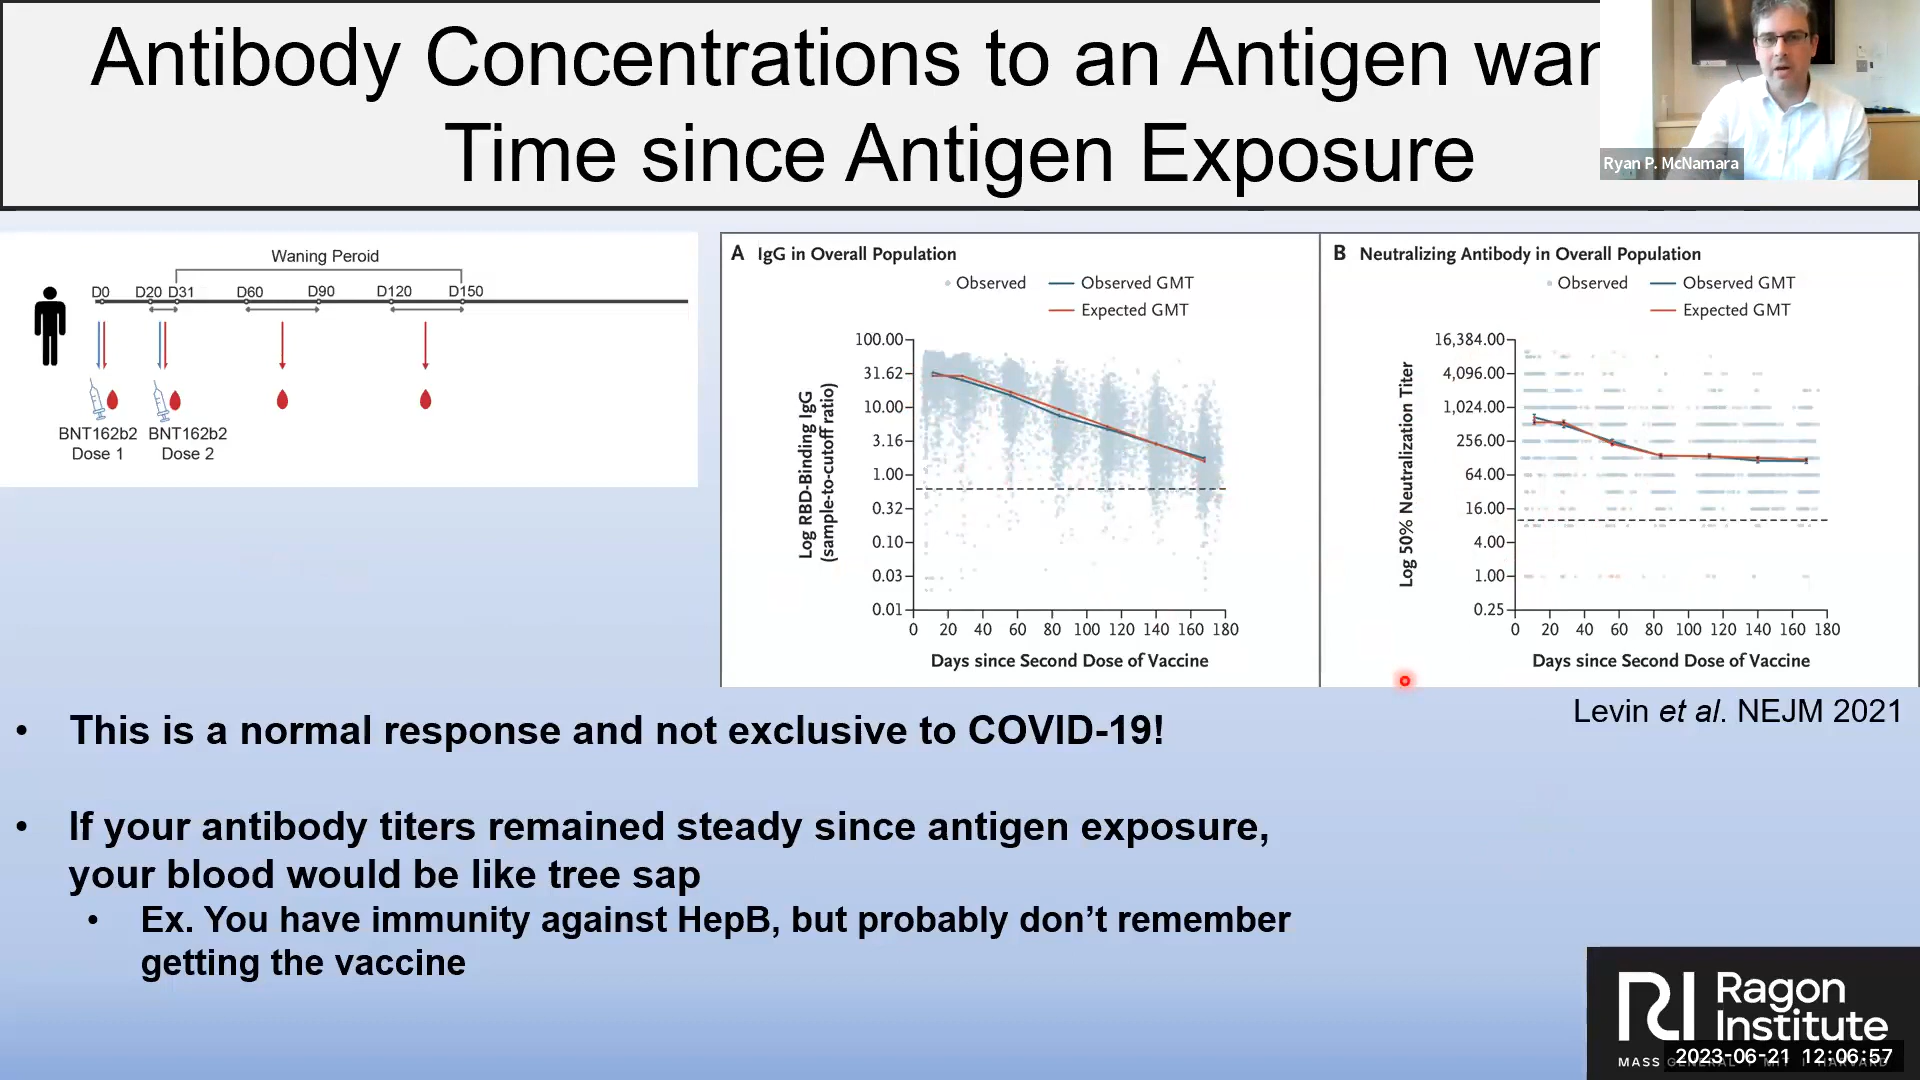 Antibody Concentrations to an Antigen wan
Time since Antigen Exposure
Ryan P. McNamara
Waning Peroid
D0 D20 D31 D60 D90 D120 D150
BNT162b2 BNT162b2
Dose 1 Dose 2
A IgG in Overall Population
Observed Observed GMT
Expected GMT
Log RBD-Binding IgG
(sample-to-cutoff ratio)
100.00
31.62
10.00
3.16
1.00
0.32
0.10
0.03
0.01
0 20 40 60 80 100 120 140 160 180
Days since Second Dose of Vaccine
B Neutralizing Antibody in Overall Population
Observed Observed GMT
Expected GMT
Log 50% Neutralization Titer
16,384.00
4,096.00
1,024.00
256.00
64.00
16.00
4.00
1.00
0.25
0 20 40 60 80 100 120 140 160 180
Days since Second Dose of Vaccine
Levin et al. NEJM 2021
• This is a normal response and not exclusive to COVID-19!
• If your antibody titers remained steady since antigen exposure,
your blood would be like tree sap
• Ex. You have immunity against HepB, but probably don't remember
getting the vaccine
RI Ragon
Institute
MASS
2023-06-21 12:06:57